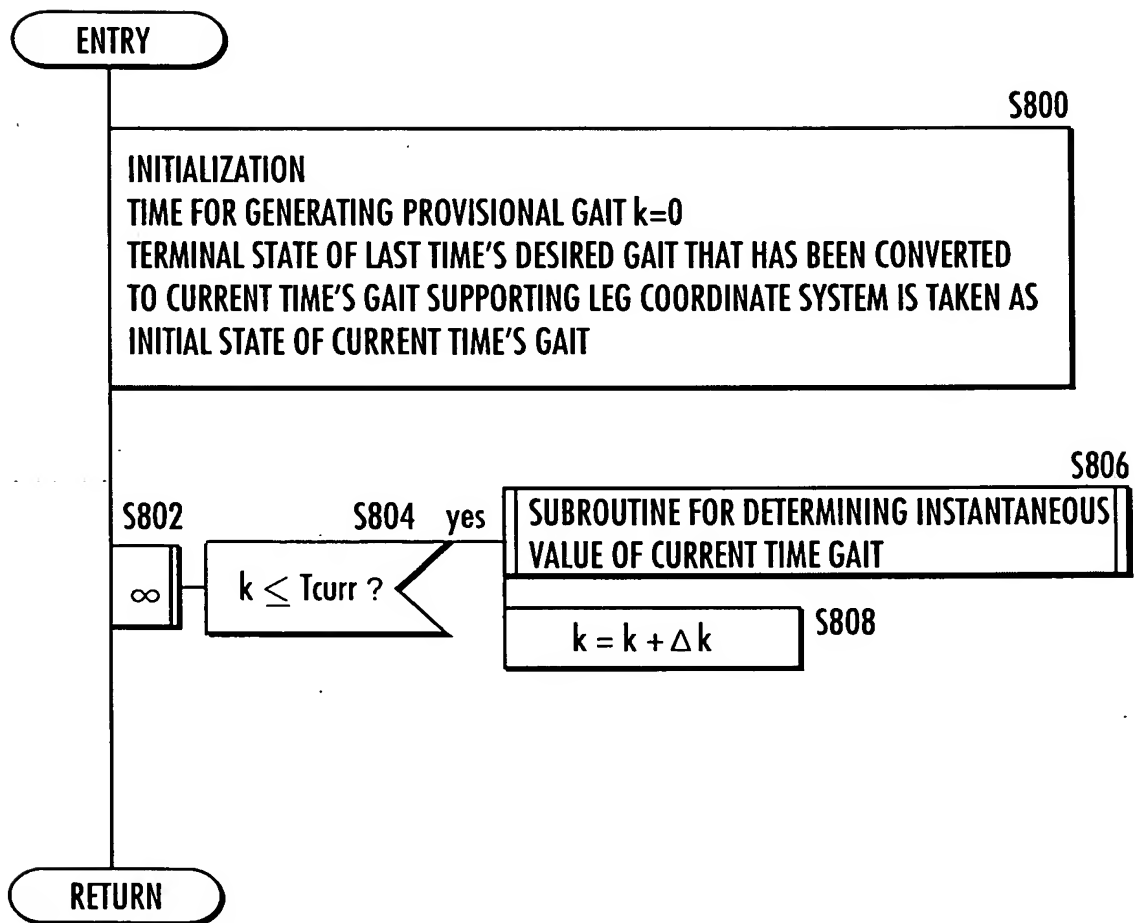 ENTRY
S800
INITIALIZATION
TIME FOR GENERATING PROVISIONAL GAIT k=0
TERMINAL STATE OF LAST TIME'S DESIRED GAIT THAT HAS BEEN CONVERTED
TO CURRENT TIME'S GAIT SUPPORTING LEG COORDINATE SYSTEM IS TAKEN AS
INITIAL STATE OF CURRENT TIME'S GAIT
S802
∞
S804
k ≤ Tcurr ?
yes
S806
SUBROUTINE FOR DETERMINING INSTANTANEOUS
VALUE OF CURRENT TIME GAIT
k = k + Δ k
S808
RETURN